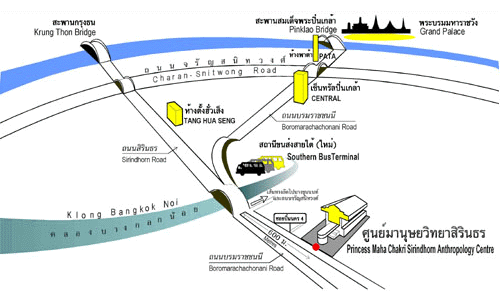 สะพานกรุงธน
Krung Thon Bridge
สะพานสมเด็จพระปิ่นเกล้า
Pinklao Bridge
พระบรมมหาราชวัง
Grand Palace
ห้างพาต้า
PATA
ถนนจรัญสนิทวงศ์
Charan-Snitwong Road
เซ็นทรัลปิ่นเกล้า
CENTRAL
ห้างตั้งฮั่วเส็ง
TANG HUA SENG
ถนนบรมราชชนนี
Boromarachachonani Road
ถนนสิรินธร
Sirindhorn Road
สถานีขนส่งสายใต้ (ใหม่)
Southern BusTerminal
Klong Bangkok Noi
คลองบางกอกน้อย
ซอยปิ่นนคร 4
600 ม.
ศูนย์มานุษยวิทยาสิรินธร
Princess Maha Chakri Sirindhorn Anthropology Centre
ถนนบรมราชชนนี
Boromarachachonani Road